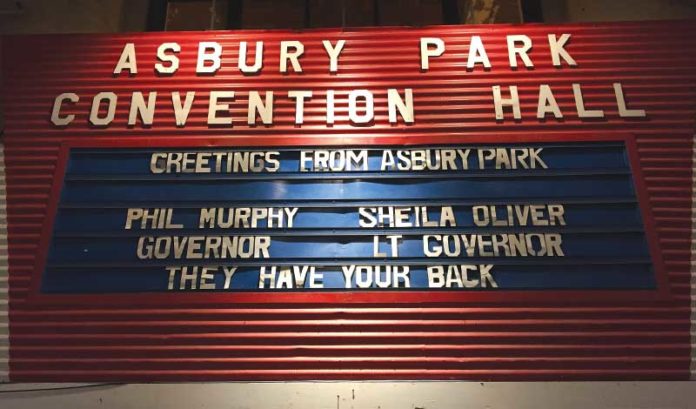 ASBURY PARK
CONVENTION HALL
GREETINGS FROM ASBURY PARK
PHIL MURPHY SHEILA OLIVER
GOVERNOR LT GOVERNOR
THEY HAVE YOUR BACK